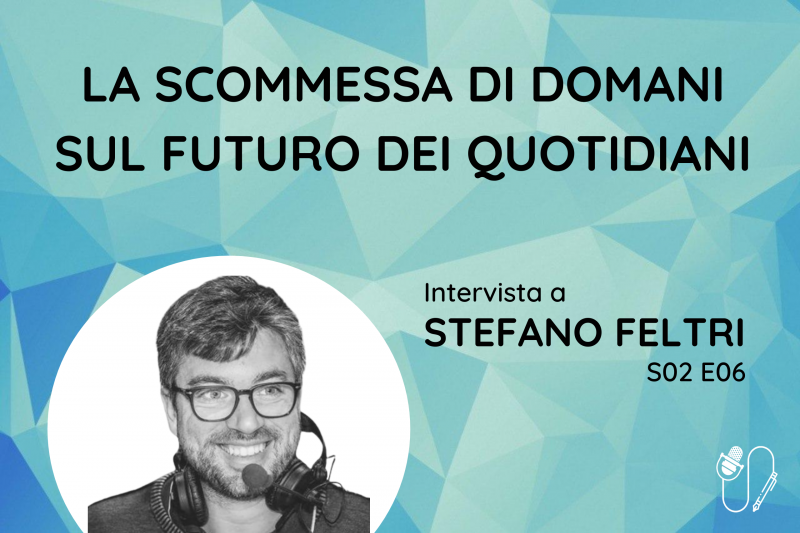 LA SCOMMESSA DI DOMANI
SUL FUTURO DEI QUOTIDIANI
Intervista a
STEFANO FELTRI
S02 E06